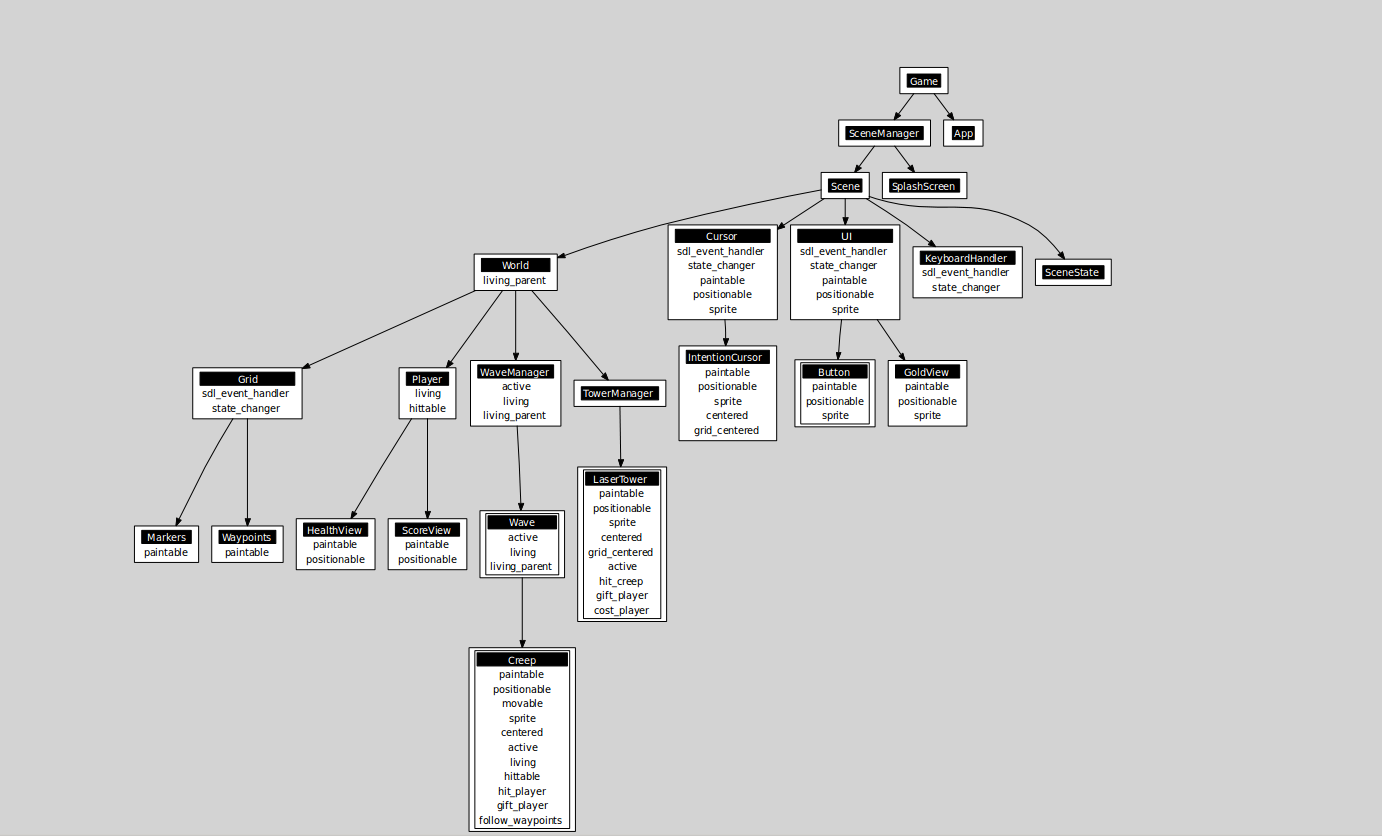 Game
SceneManager
App
Scene
SplashScreen
World
living_parent
Cursor
sdl_event_handler
state_changer
paintable
positionable
sprite
UI
sdl_event_handler
state_changer
paintable
positionable
sprite
KeyboardHandler
sdl_event_handler
state_changer
SceneState
Grid
sdl_event_handler
state_changer
Player
living
hittable
WaveManager
active
living
living_parent
TowerManager
IntentionCursor
paintable
positionable
sprite
centered
grid_centered
Button
paintable
positionable
sprite
GoldView
paintable
positionable
sprite
Markers
paintable
Waypoints
paintable
HealthView
paintable
positionable
ScoreView
paintable
positionable
Wave
active
living
living_parent
LaserTower
paintable
positionable
sprite
centered
grid_centered
active
hit_creep
gift_player
cost_player
Creep
paintable
positionable
movable
sprite
centered
active
living
hittable
hit_player
gift_player
follow_waypoints